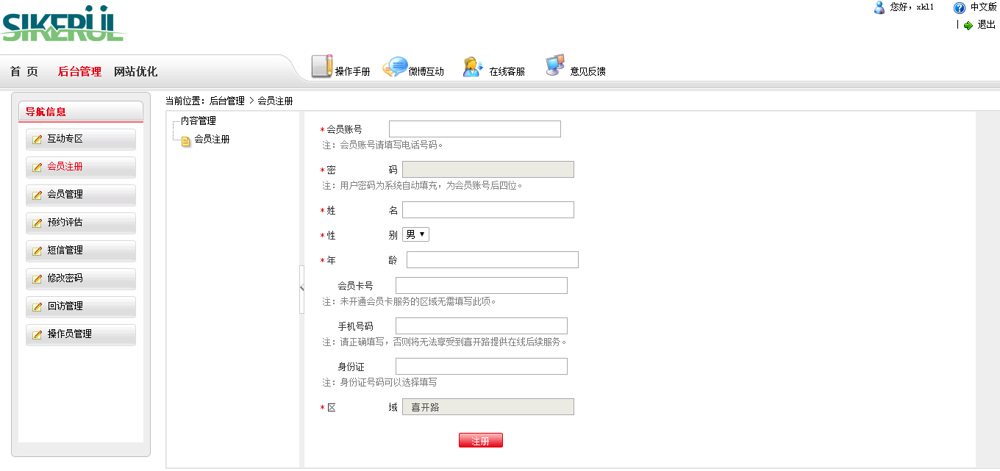 SIKERUL
您好，xkl1
中文版
| 退出
首 页 后台管理 网站优化
操作手册 微博互动 在线客服 意见反馈
当前位置：后台管理 > 会员注册
导航信息
互动专区
会员注册
会员管理
预约评估
短信管理
修改密码
回访管理
操作员管理
内容管理
会员注册
*会员账号
注：会员账号请填写电话号码。
*密 码
注：用户密码为系统自动填充，为会员账号后四位。
*姓 名
*性 别 男
*年 龄
会员卡号
注：未开通会员卡服务的区域无需填写此项。
手机号码
注：请正确填写，否则将无法享受到喜开路提供在线后续服务。
身份证
注：身份证号码可以选择填写
*区 域 喜开路
注册